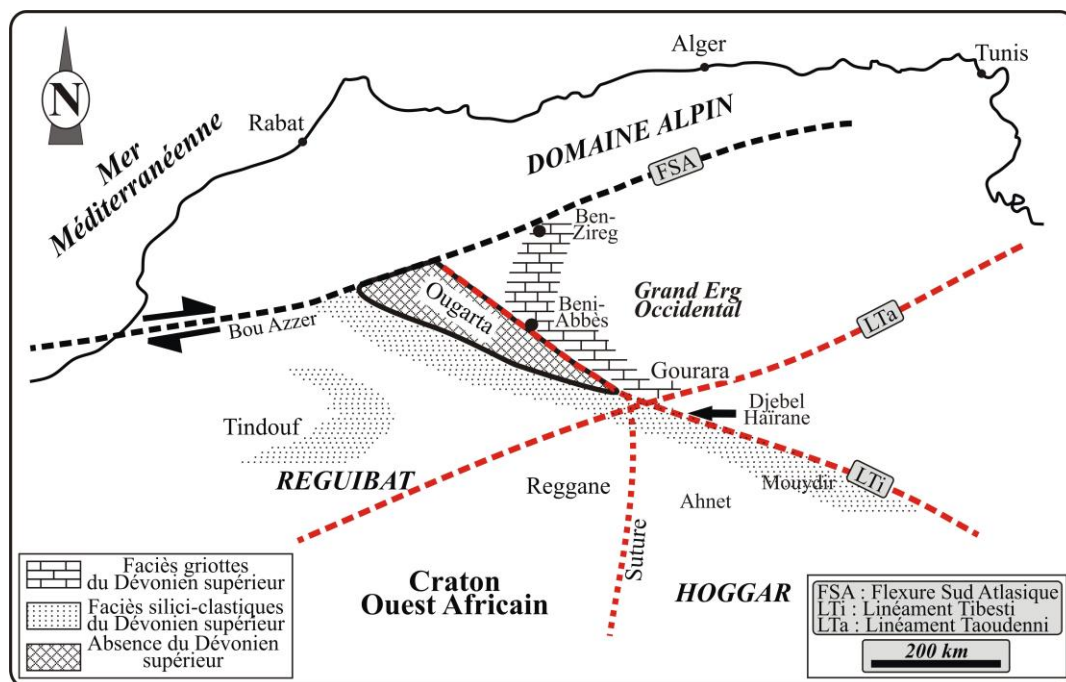 N
Mer
Méditerranéenne
Rabat
Alger
Tunis
DOMAINE ALPIN
FSA
Ben-
Zireg
Ougarta
Beni-
Abbès
Grand Erg
Occidental
LTa
Bou Azzer
Gourara
Djebel
Haïrane
Tindouf
REGUIBAT
Reggane
Ahnet
Mouydir
LTi
Suture
Craton
Ouest Africain
HOGGAR
Faciès griottes
du Dévonien supérieur
Faciès silici-clastiques
du Dévonien supérieur
Absence du Dévonien
supérieur
FSA : Flexure Sud Atlasique
LTi : Linéament Tibesti
LTa : Linéament Taoudenni
200 km